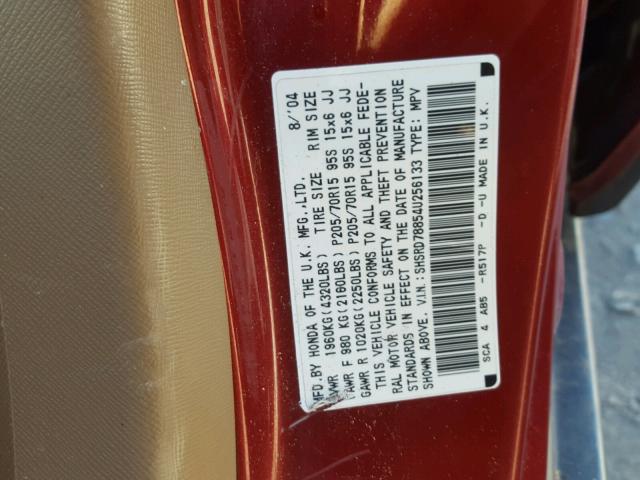 MFD.BY HONDA OF THE U.K. MFG.,LTD. 8/'04
1960KG(4320LBS) TIRE SIZE RIM SIZE
F 980 KG(2160LBS) P205/70R15 95S 15x6 JJ
GAWR R 1020KG(2250LBS) P205/70R15 95S 15x6 JJ
THIS VEHICLE CONFORMS TO ALL APPLICABLE FEDE-
RAL MOTOR VEHICLE SAFETY AND THEFT PREVENTION
STANDARDS IN EFFECT ON THE DATE OF MANUFACTURE
SHOWN ABOVE. V.I.N.:SHSRD78854U256133 TYPE: MPV
SCA 4 AB5 -R517P -D -U MADE IN U.K.